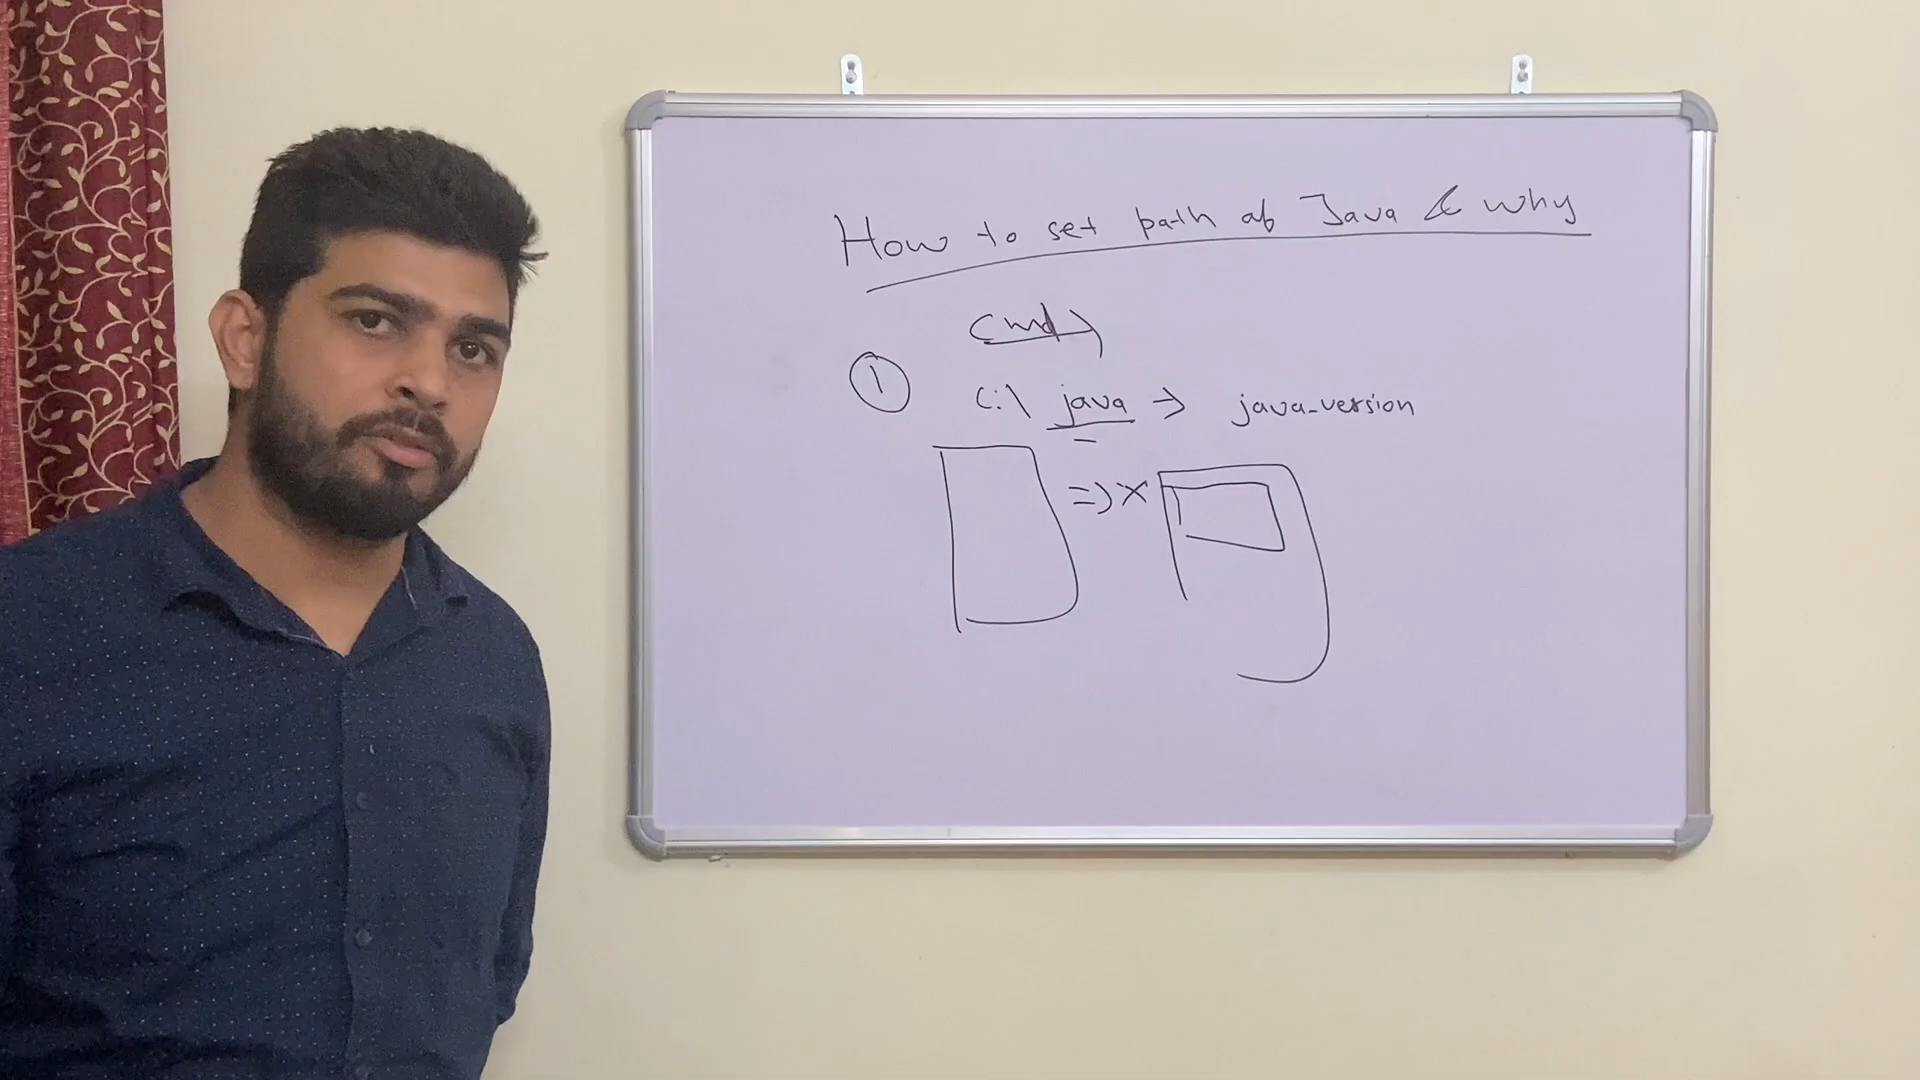 How to set path of Java & why
cmd
1
C:\ java → java-version
=> x